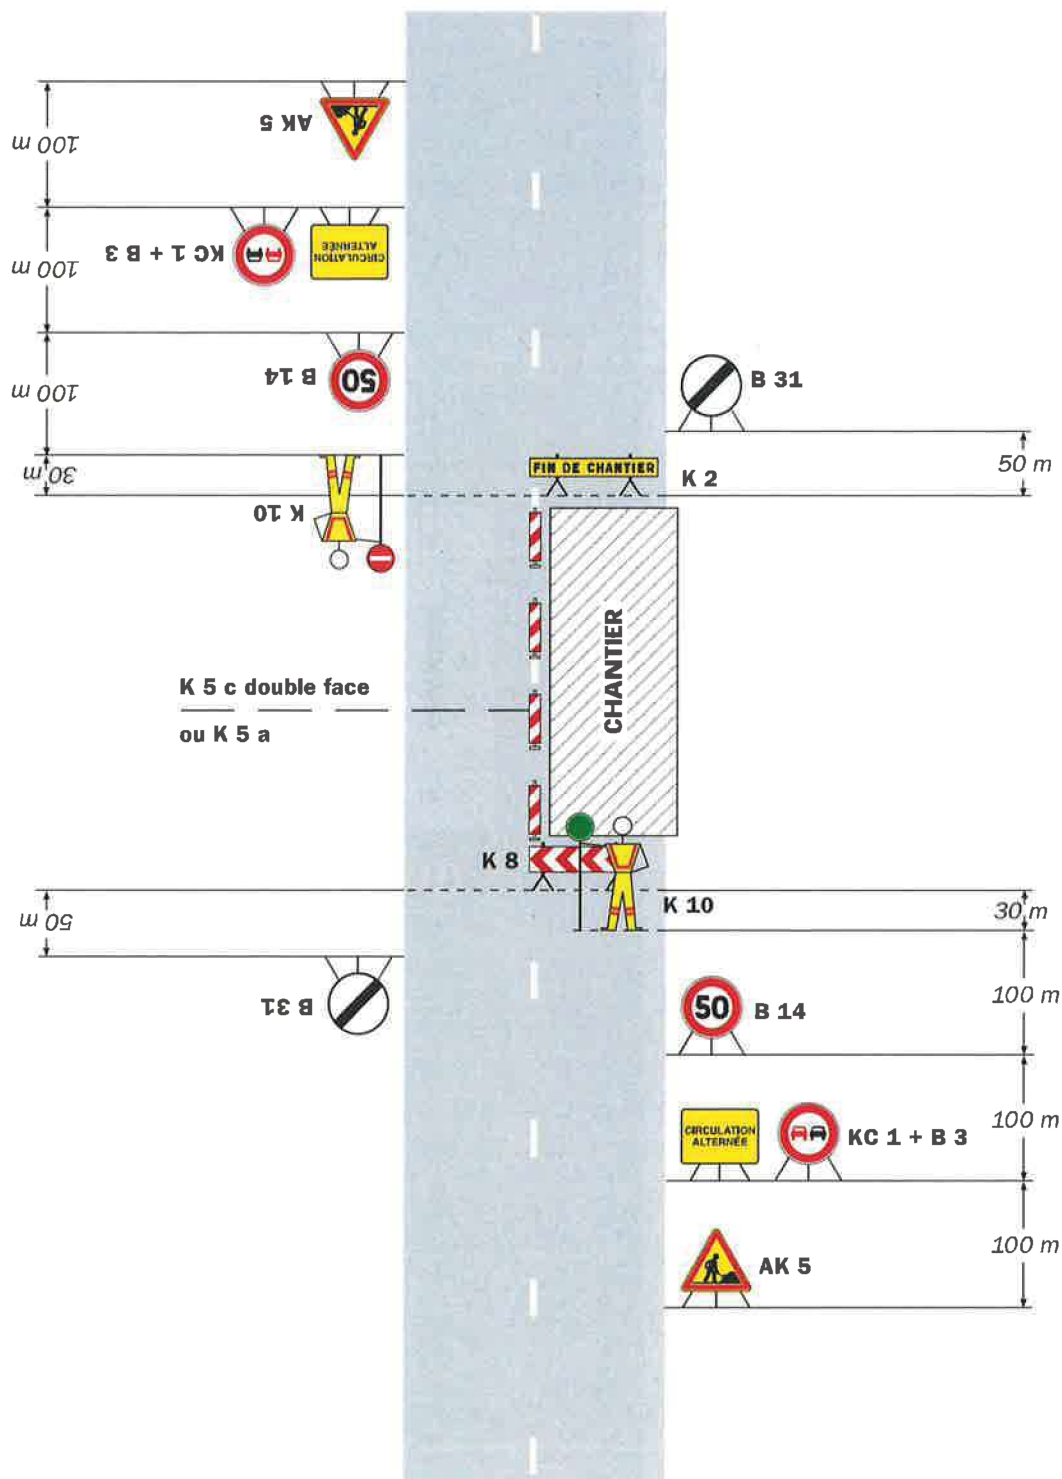 AK 5
100 m
KC 1 + B 3
CIRCULATION
ALTERNÉE
100 m
B 14
50
100 m
B 31
50 m
30 m
K 10
FIN DE CHANTIER
K 2
CHANTIER
K 5 c double face
ou K 5 a
K 8
K 10
30 m
50 m
B 31
50
B 14
100 m
CIRCULATION
ALTERNÉE
KC 1 + B 3
100 m
AK 5
100 m